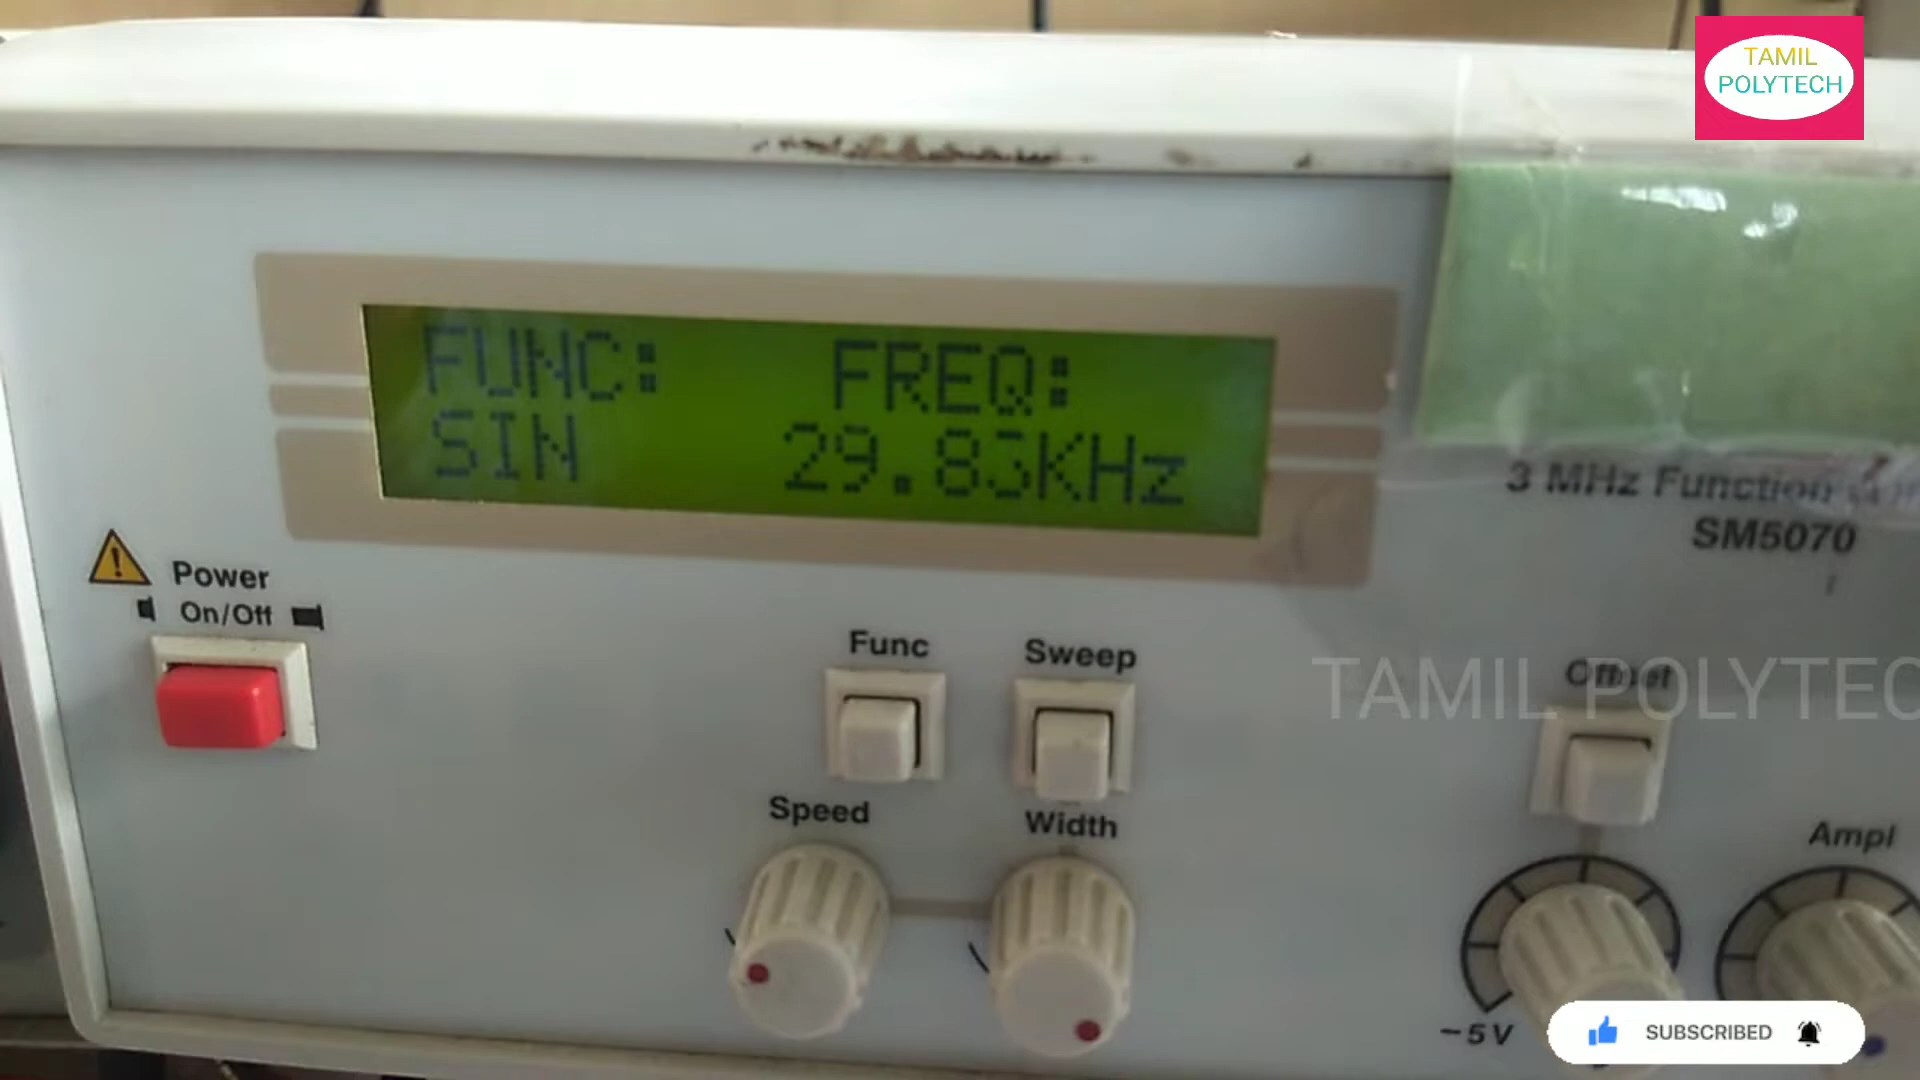 TAMIL
POLYTECH
FUNC: FREQ:
SIN 29.83KHz
3 MHz Function
SM5070
Power
On/Off
Func
Sweep
TAMIL POLYTEC
Offset
Speed
Width
Ampl
-5V
SUBSCRIBED